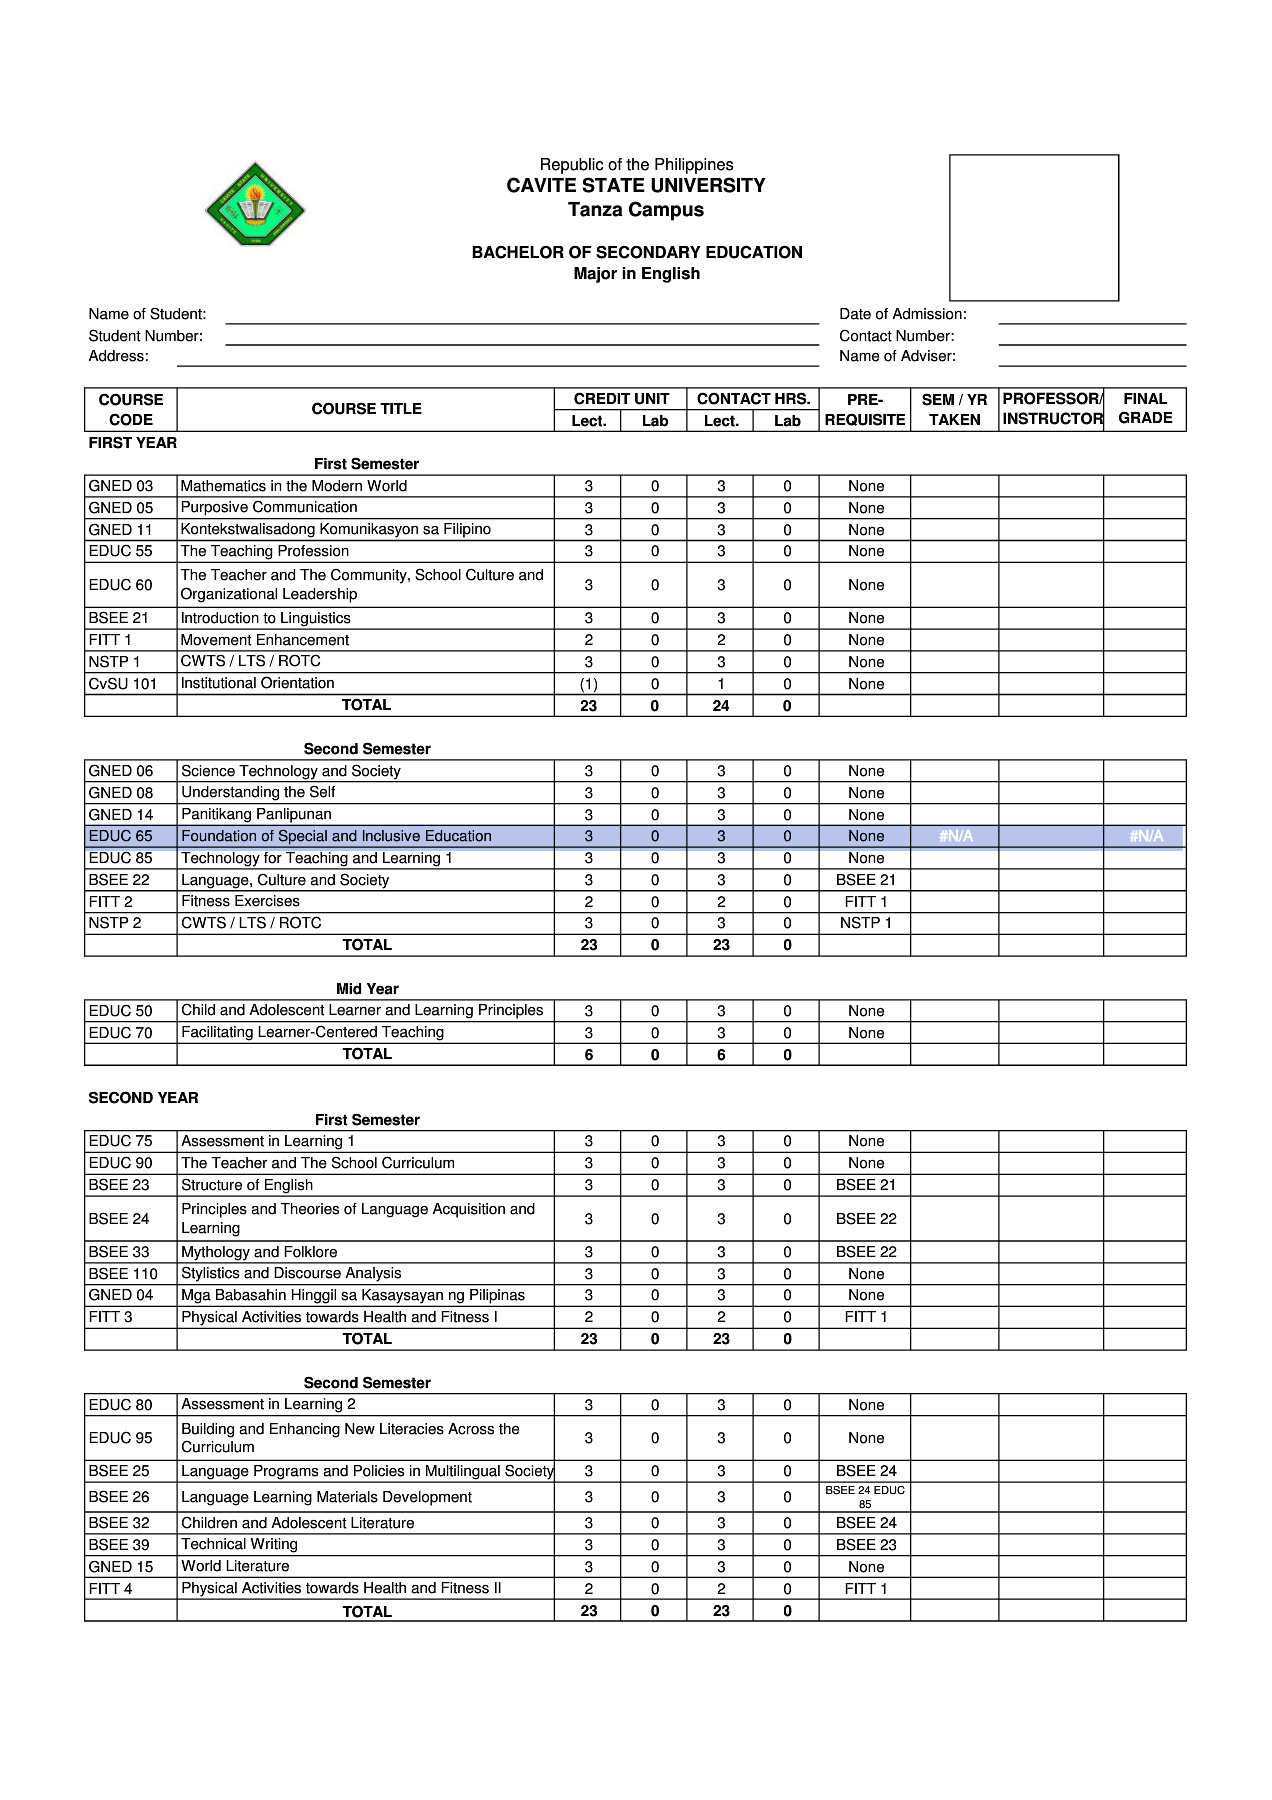 Republic of the Philippines
CAVITE STATE UNIVERSITY
Tanza Campus
BACHELOR OF SECONDARY EDUCATION
Major in English
Name of Student: Date of Admission:
Student Number: Contact Number:
Address: Name of Adviser:
COURSE CODE COURSE TITLE CREDIT UNIT CONTACT HRS. PRE-REQUISITE SEM / YR TAKEN PROFESSOR/ INSTRUCTOR FINAL GRADE
Lect. Lab Lect. Lab
FIRST YEAR
First Semester
GNED 03 Mathematics in the Modern World 3 0 3 0 None
GNED 05 Purposive Communication 3 0 3 0 None
GNED 11 Kontekstwalisadong Komunikasyon sa Filipino 3 0 3 0 None
EDUC 55 The Teaching Profession 3 0 3 0 None
EDUC 60 The Teacher and The Community, School Culture and Organizational Leadership 3 0 3 0 None
BSEE 21 Introduction to Linguistics 3 0 3 0 None
FITT 1 Movement Enhancement 2 0 2 0 None
NSTP 1 CWTS / LTS / ROTC 3 0 3 0 None
CvSU 101 Institutional Orientation (1) 0 1 0 None
TOTAL 23 0 24 0
Second Semester
GNED 06 Science Technology and Society 3 0 3 0 None
GNED 08 Understanding the Self 3 0 3 0 None
GNED 14 Panitikang Panlipunan 3 0 3 0 None
EDUC 65 Foundation of Special and Inclusive Education 3 0 3 0 None #N/A #N/A
EDUC 85 Technology for Teaching and Learning 1 3 0 3 0 None
BSEE 22 Language, Culture and Society 3 0 3 0 BSEE 21
FITT 2 Fitness Exercises 2 0 2 0 FITT 1
NSTP 2 CWTS / LTS / ROTC 3 0 3 0 NSTP 1
TOTAL 23 0 23 0
Mid Year
EDUC 50 Child and Adolescent Learner and Learning Principles 3 0 3 0 None
EDUC 70 Facilitating Learner-Centered Teaching 3 0 3 0 None
TOTAL 6 0 6 0
SECOND YEAR
First Semester
EDUC 75 Assessment in Learning 1 3 0 3 0 None
EDUC 90 The Teacher and The School Curriculum 3 0 3 0 None
BSEE 23 Structure of English 3 0 3 0 BSEE 21
BSEE 24 Principles and Theories of Language Acquisition and Learning 3 0 3 0 BSEE 22
BSEE 33 Mythology and Folklore 3 0 3 0 BSEE 22
BSEE 110 Stylistics and Discourse Analysis 3 0 3 0 None
GNED 04 Mga Babasahin Hinggil sa Kasaysayan ng Pilipinas 3 0 3 0 None
FITT 3 Physical Activities towards Health and Fitness I 2 0 2 0 FITT 1
TOTAL 23 0 23 0
Second Semester
EDUC 80 Assessment in Learning 2 3 0 3 0 None
EDUC 95 Building and Enhancing New Literacies Across the Curriculum 3 0 3 0 None
BSEE 25 Language Programs and Policies in Multilingual Society 3 0 3 0 BSEE 24
BSEE 26 Language Learning Materials Development 3 0 3 0 BSEE 24 EDUC 85
BSEE 32 Children and Adolescent Literature 3 0 3 0 BSEE 24
BSEE 39 Technical Writing 3 0 3 0 BSEE 23
GNED 15 World Literature 3 0 3 0 None
FITT 4 Physical Activities towards Health and Fitness II 2 0 2 0 FITT 1
TOTAL 23 0 23 0